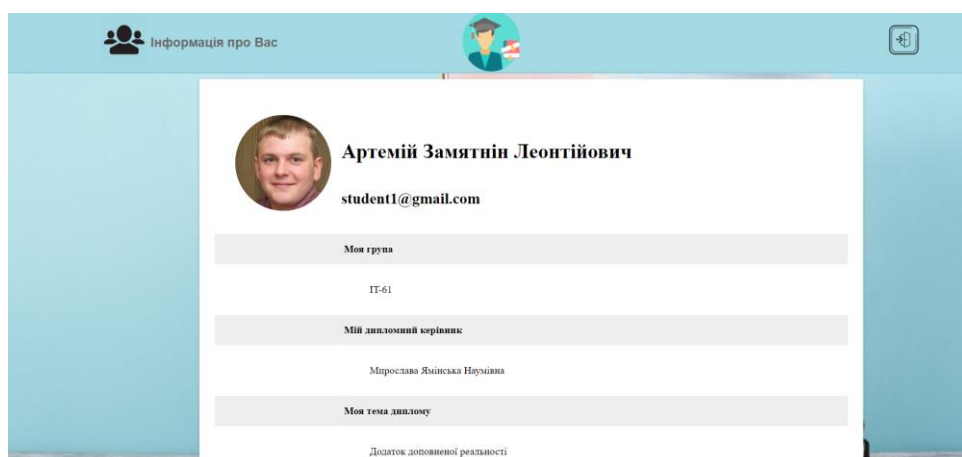 Інформація про Вас
Артемій Замятнін Леонтійович
student1@gmail.com
Моя група
ІТ-61
Мій дипломний керівник
Мирослава Ямінська Наумівна
Моя тема диплому
Додаток доповненої реальності